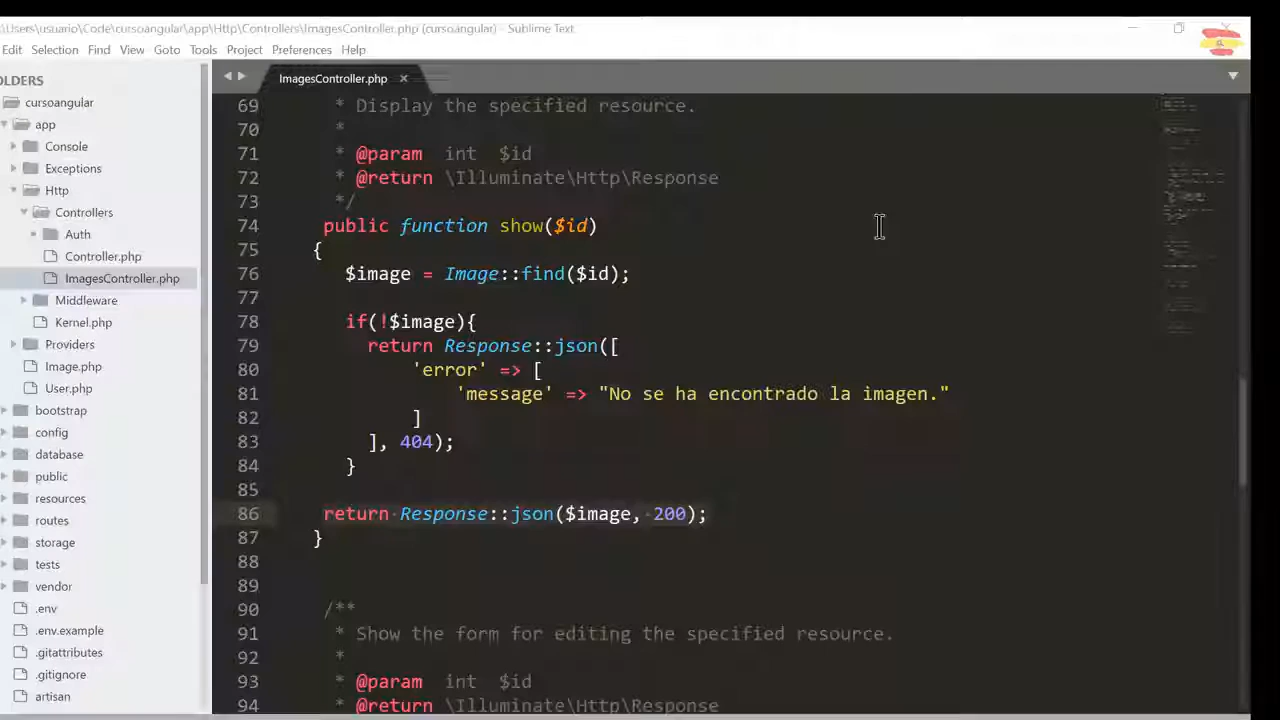 \Users\usuario\Code\cursoangular\app\Http\Controllers\ImagesController.php (cursoangular) - Sublime Text
Edit Selection Find View Goto Tools Project Preferences Help
OLDERS
cursoangular
app
Console
Exceptions
Http
Controllers
Auth
Controller.php
ImagesController.php
Middleware
Kernel.php
Providers
Image.php
User.php
bootstrap
config
database
public
resources
routes
storage
tests
vendor
.env
.env.example
.gitattributes
.gitignore
artisan
ImagesController.php ×
69 * Display the specified resource.
70 *
71 * @param int $id
72 * @return \Illuminate\Http\Response
73 */
74 public function show($id)
75 {
76 $image = Image::find($id);
77
78 if(!$image){
79 return Response::json([
80 'error' => [
81 'message' => "No se ha encontrado la imagen."
82 ]
83 ], 404);
84 }
85
86 return Response::json($image, 200);
87 }
88
89
90 /**
91 * Show the form for editing the specified resource.
92 *
93 * @param int $id
94 * @return \Illuminate\Http\Response